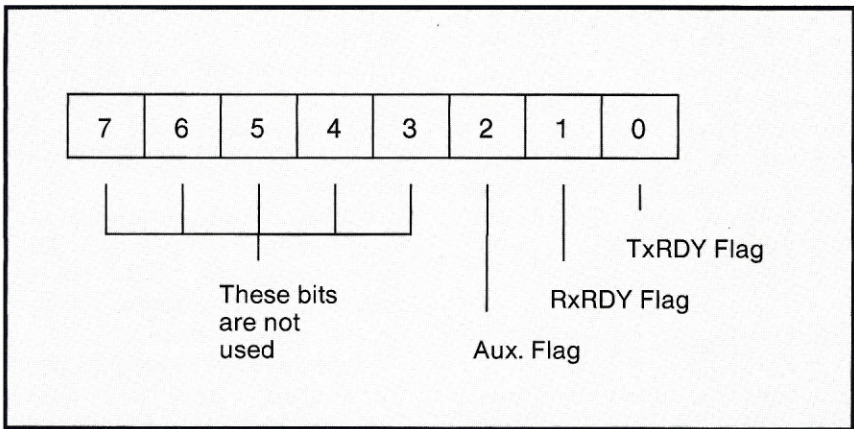 7 6 5 4 3 2 1 0
TxRDY Flag
These bits
are not
used
RxRDY Flag
Aux. Flag